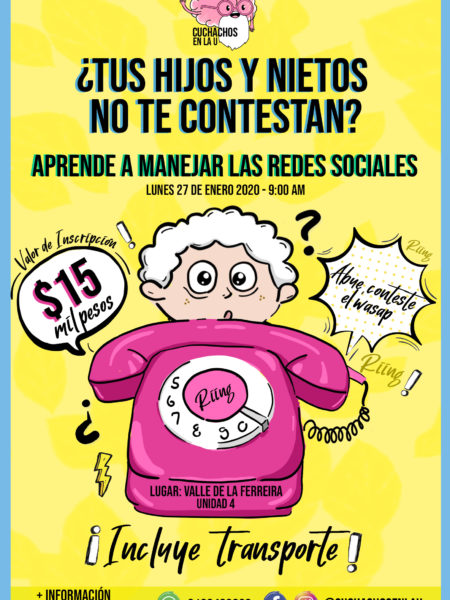 CUCHACHOS
EN LA U
¿TUS HIJOS Y NIETOS
NO TE CONTESTAN?
APRENDE A MANEJAR LAS REDES SOCIALES
LUNES 27 DE ENERO 2020 - 9:00 AM
Valor de Inscripción !
$15
mil pesos
?
Riing
Abue, conteste
el wasap
Riing !
Riing
¿
LUGAR: VALLE DE LA FERREIRA
UNIDAD 4
¡Incluye transporte!
+ INFORMACIÓN